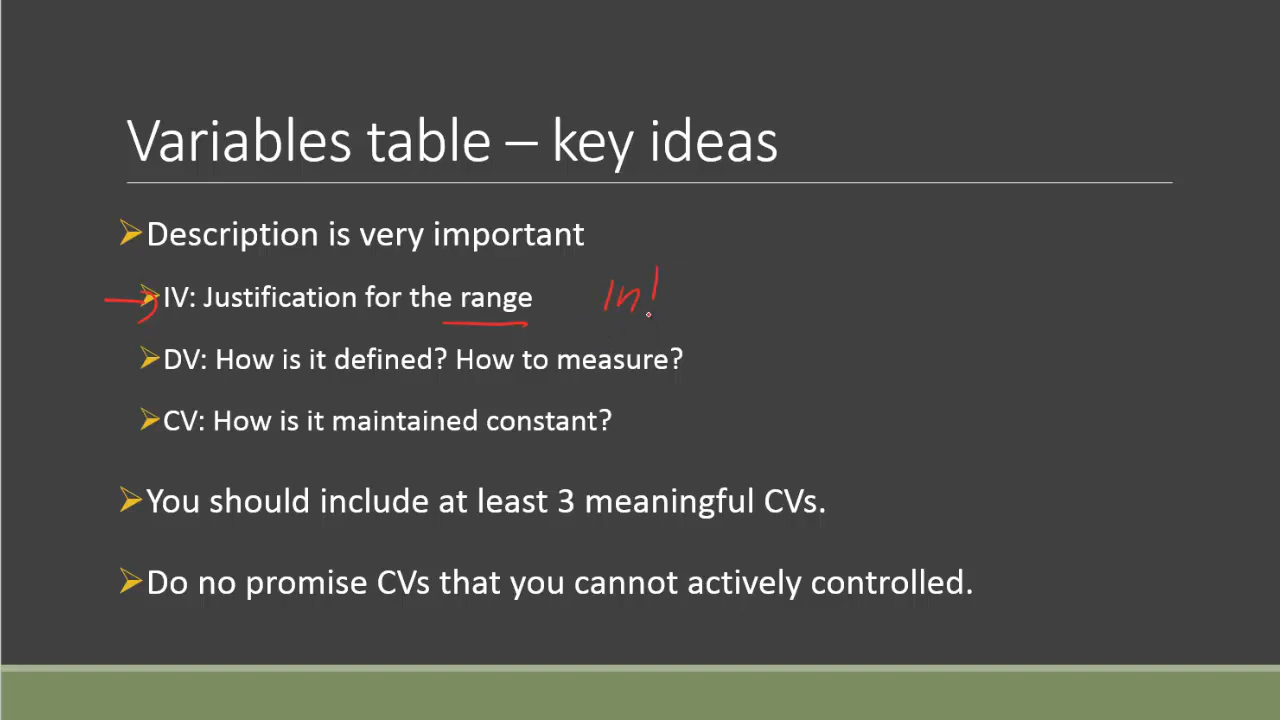 Variables table – key ideas
Description is very important
IV: Justification for the range In!
DV: How is it defined? How to measure?
CV: How is it maintained constant?
You should include at least 3 meaningful CVs.
Do no promise CVs that you cannot actively controlled.